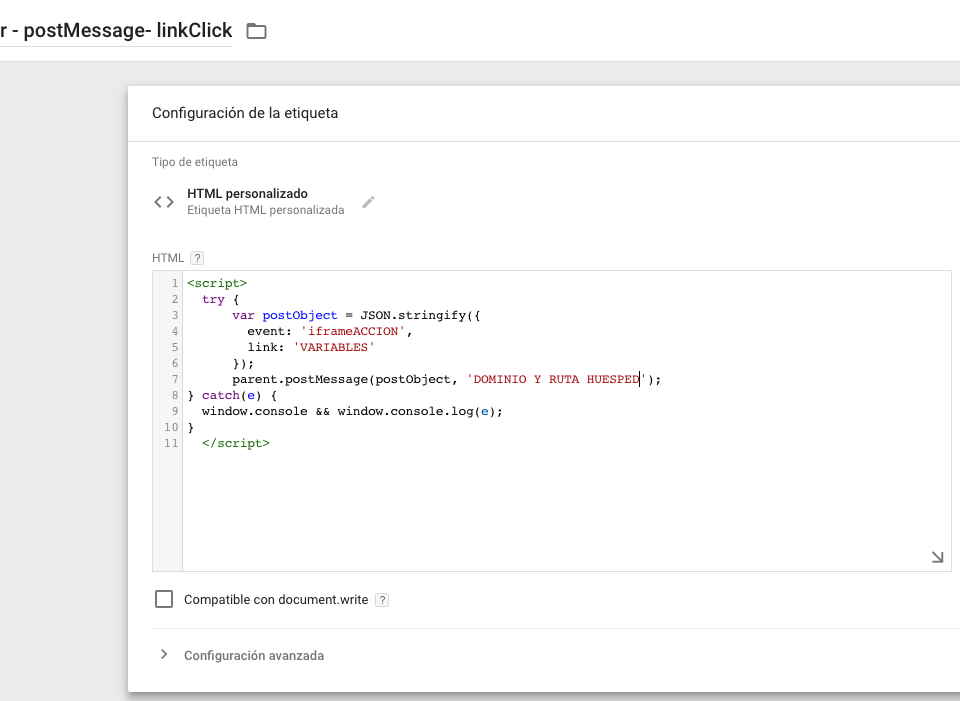 r - postMessage- linkClick
Configuración de la etiqueta
Tipo de etiqueta
HTML personalizado
Etiqueta HTML personalizada
HTML ?
1 <script>
2 try {
3 var postObject = JSON.stringify({
4 event: 'iframeACCION',
5 link: 'VARIABLES'
6 });
7 parent.postMessage(postObject, 'DOMINIO Y RUTA HUESPED');
8 } catch(e) {
9 window.console && window.console.log(e);
10 }
11 </script>
Compatible con document.write ?
Configuración avanzada